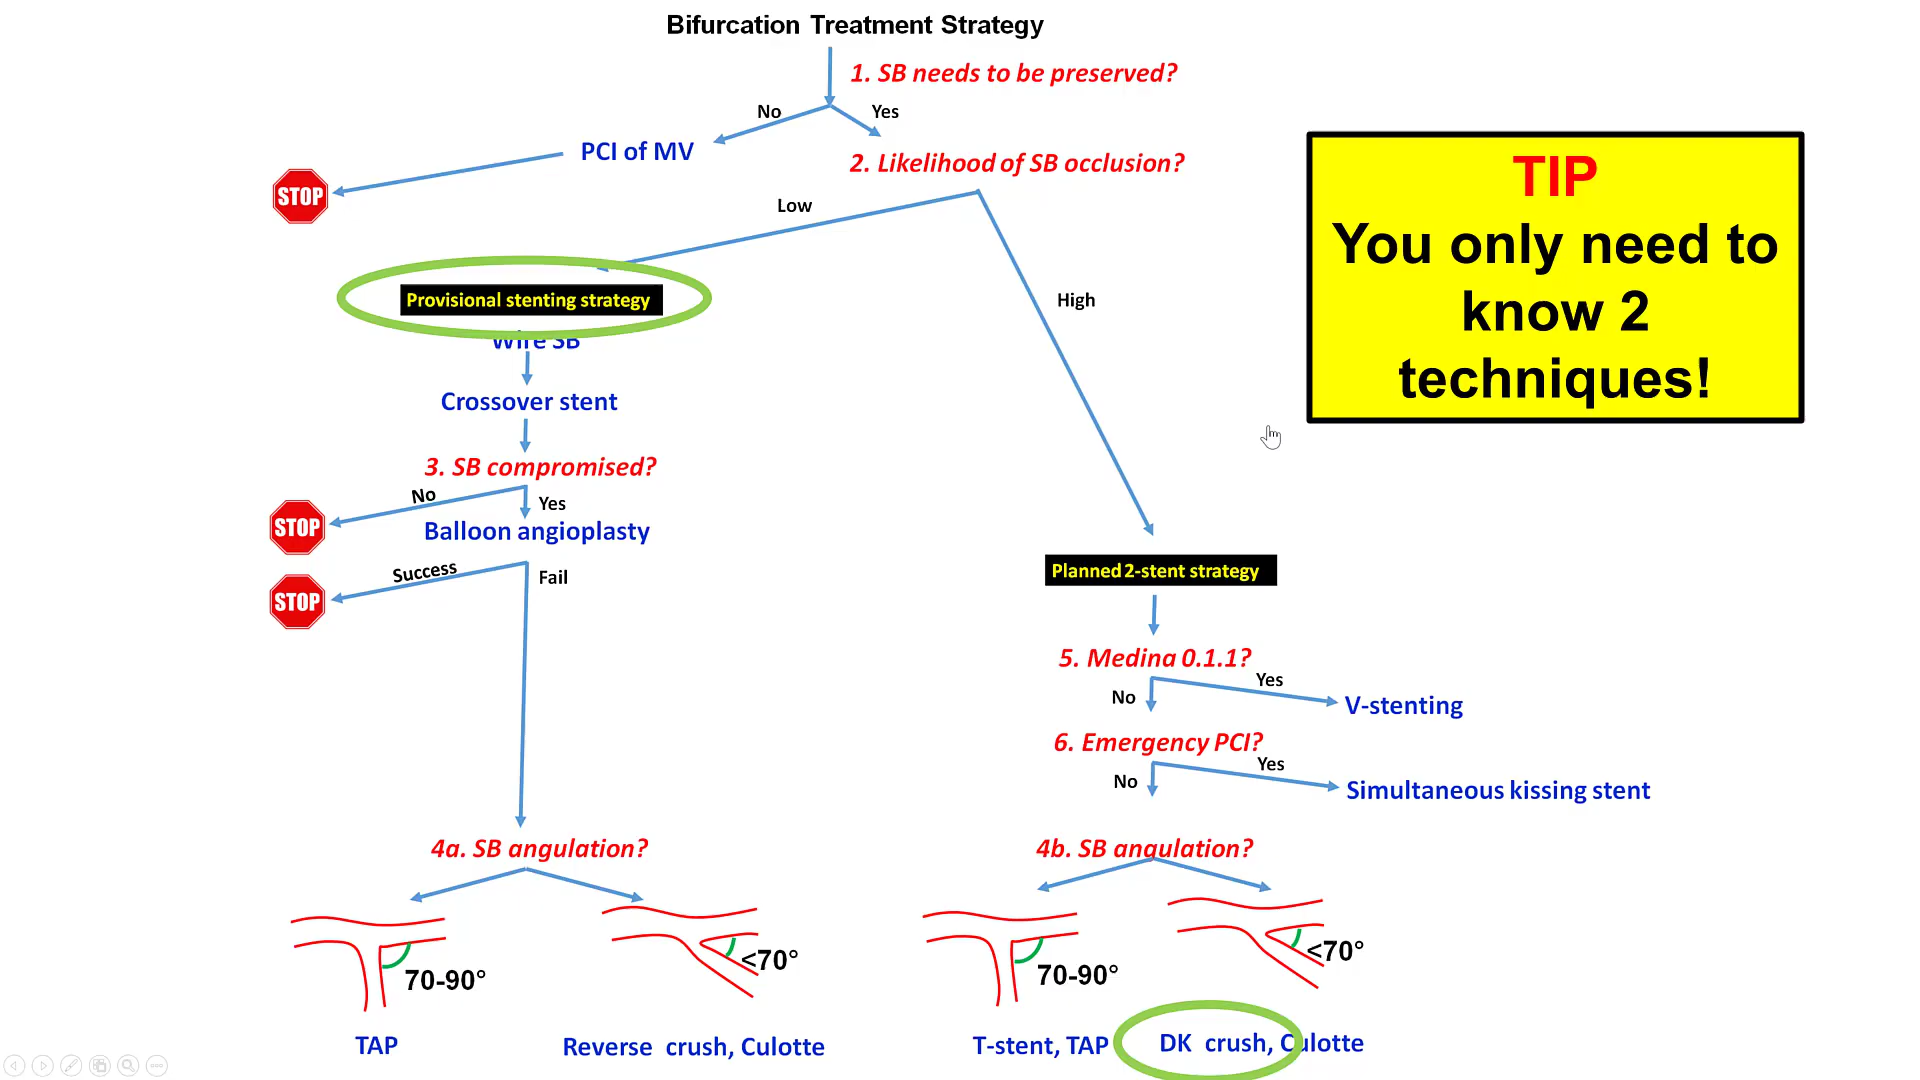 Bifurcation Treatment Strategy
1. SB needs to be preserved?
No
Yes
PCI of MV
STOP
2. Likelihood of SB occlusion?
Low
High
Provisional stenting strategy
Wire SB
Crossover stent
3. SB compromised?
No
Yes
STOP
Balloon angioplasty
Success
Fail
STOP
4a. SB angulation?
70-90°
<70°
TAP
Reverse crush, Culotte
TIP
You only need to
know 2
techniques!
Planned 2-stent strategy
5. Medina 0.1.1?
Yes
No
V-stenting
6. Emergency PCI?
Yes
No
Simultaneous kissing stent
4b. SB angulation?
70-90°
<70°
T-stent, TAP
DK crush, Culotte